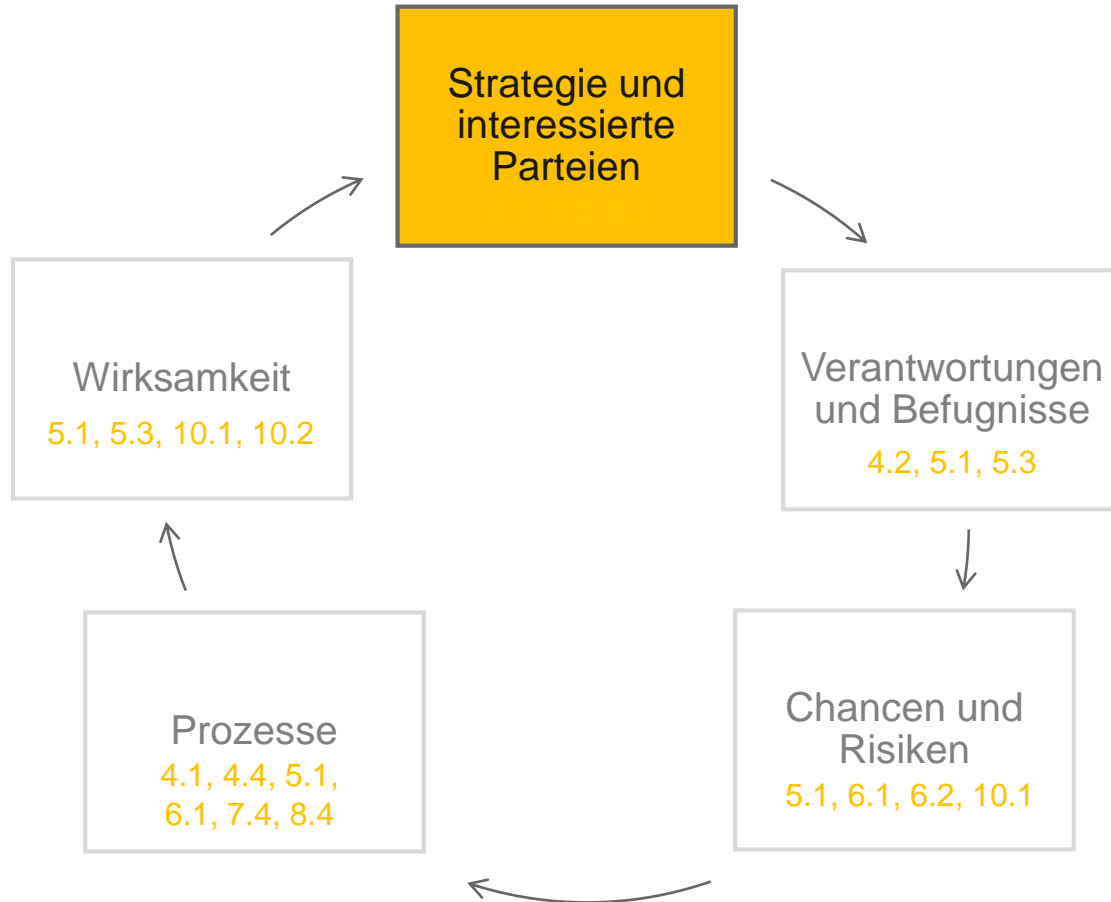 Strategie und
interessierte
Parteien
Verantwortungen
und Befugnisse
4.2, 5.1, 5.3
Chancen und
Risiken
5.1, 6.1, 6.2, 10.1
Prozesse
4.1, 4.4, 5.1,
6.1, 7.4, 8.4
Wirksamkeit
5.1, 5.3, 10.1, 10.2